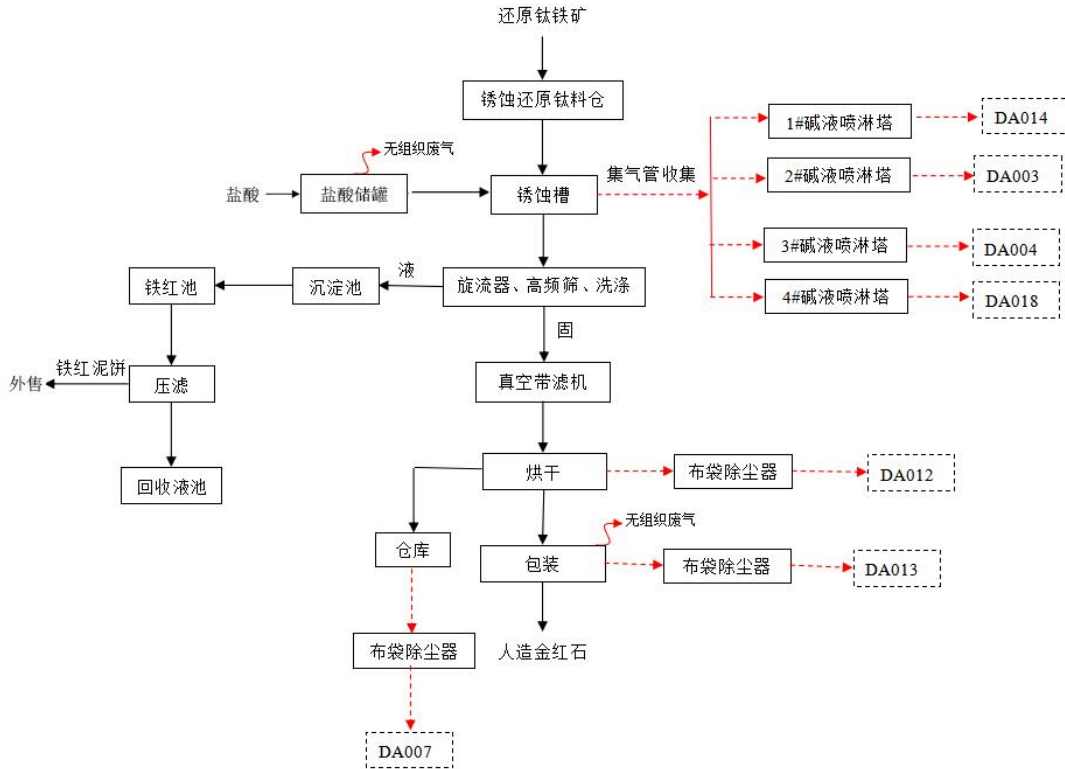 还原钛铁矿
锈蚀还原钛料仓
1#碱液喷淋塔
DA014
无组织废气
2#碱液喷淋塔
DA003
盐酸
盐酸储罐
锈蚀槽
集气管收集
3#碱液喷淋塔
DA004
铁红池
沉淀池
液
旋流器、高频筛、洗涤
4#碱液喷淋塔
DA018
固
外售
铁红泥饼
压滤
真空带滤机
回收液池
烘干
布袋除尘器
DA012
无组织废气
仓库
包装
布袋除尘器
DA013
布袋除尘器
人造金红石
DA007